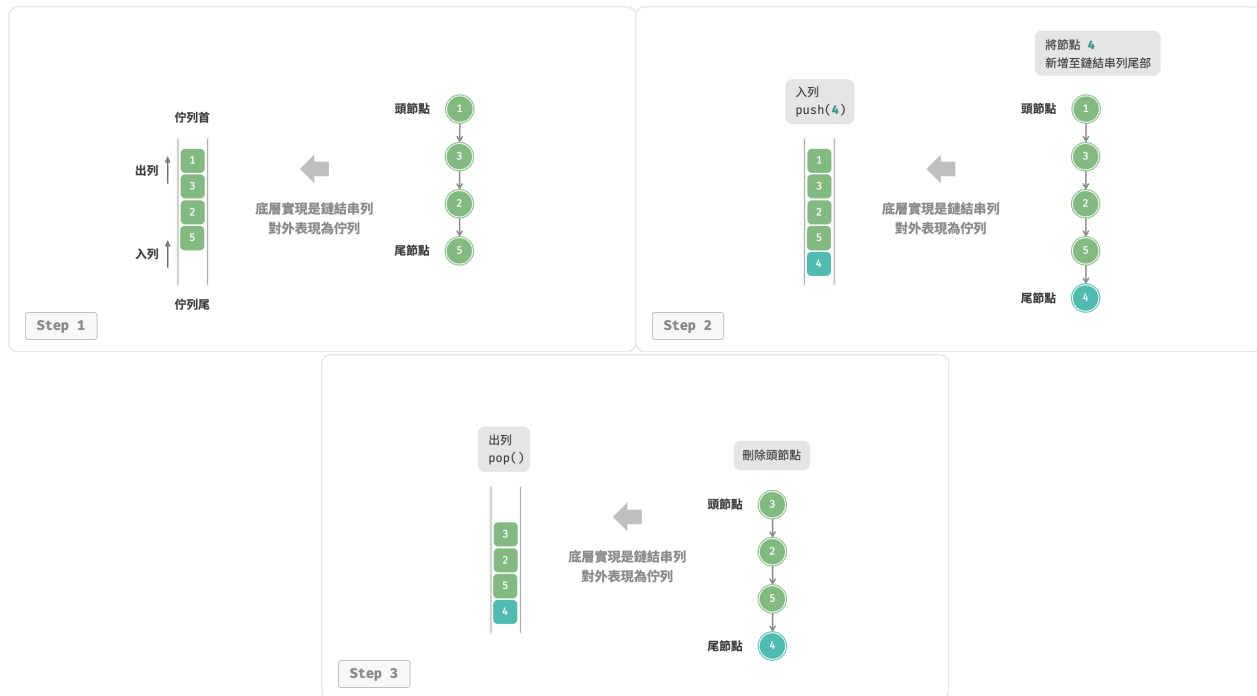 佇列首
出列
1
3
2
5
入列
佇列尾
底層實現是鏈結串列
對外表現為佇列
頭節點
1
3
2
尾節點
5
Step 1
入列
push(4)
1
3
2
5
4
底層實現是鏈結串列
對外表現為佇列
將節點 4
新增至鏈結串列尾部
頭節點
1
3
2
5
尾節點
4
Step 2
出列
pop()
3
2
5
4
底層實現是鏈結串列
對外表現為佇列
刪除頭節點
頭節點
3
2
5
尾節點
4
Step 3